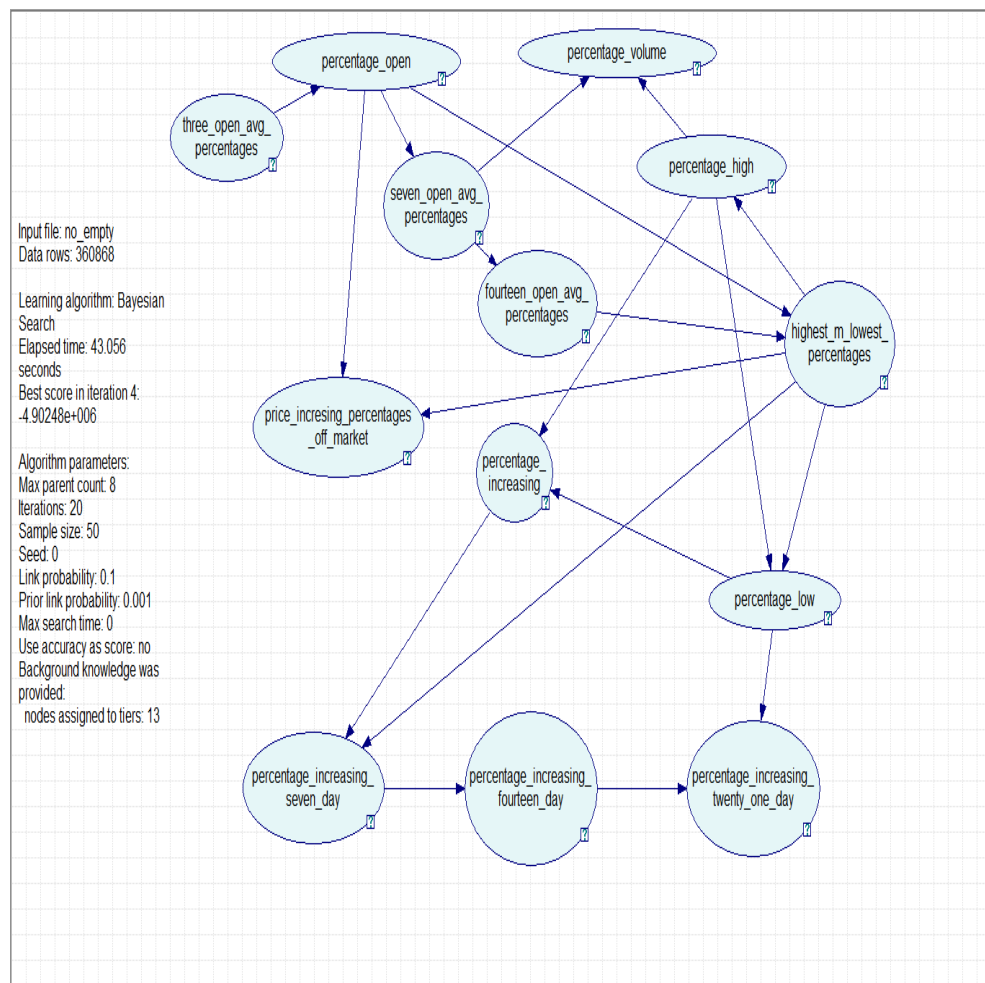 percentage_open
percentage_volume
three_open_avg_
percentages
percentage_high
seven_open_avg_
percentages
Input file: no_empty
Data rows: 360868
Learning algorithm: Bayesian
Search
Elapsed time: 43.056
seconds
Best score in iteration 4:
-4.90248e+006
Algorithm parameters:
Max parent count: 8
Iterations: 20
Sample size: 50
Seed: 0
Link probability: 0.1
Prior link probability: 0.001
Max search time: 0
Use accuracy as score: no
Background knowledge was
provided:
nodes assigned to tiers: 13
fourteen_open_avg_
percentages
highest_m_lowest_
percentages
price_incresing_percentages
_off_market
percentage_
increasing
percentage_low
percentage_increasing_
seven_day
percentage_increasing_
fourteen_day
percentage_increasing_
twenty_one_day
?
?
?
?
?
?
?
?
?
?
?
?
?